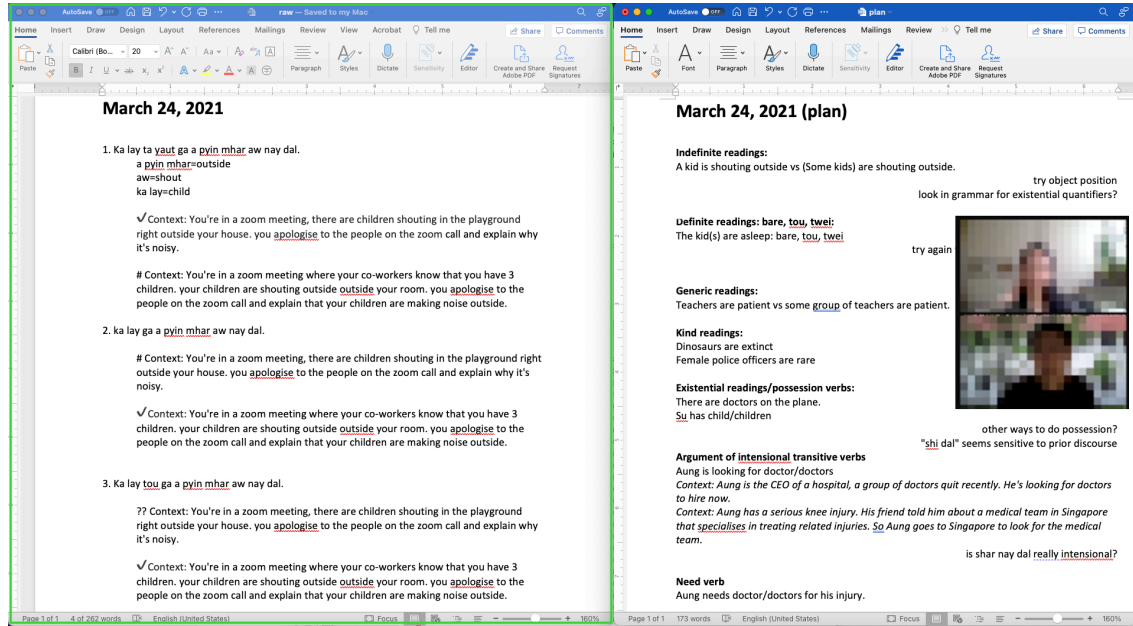 AutoSave OFF
raw — Saved to my Mac
Home Insert Draw Design Layout References Mailings Review View Acrobat Tell me
Share Comments
Paste
Calibri (Bo... 20
Paragraph Styles Dictate Sensitivity Editor Create and Share Adobe PDF Request Signatures
March 24, 2021
1. Ka lay ta yaut ga a pyin mhar aw nay dal.
a pyin mhar=outside
aw=shout
ka lay=child
✓Context: You're in a zoom meeting, there are children shouting in the playground
right outside your house. you apologise to the people on the zoom call and explain why
it's noisy.
# Context: You're in a zoom meeting where your co-workers know that you have 3
children. your children are shouting outside outside your room. you apologise to the
people on the zoom call and explain that your children are making noise outside.
2. ka lay ga a pyin mhar aw nay dal.
# Context: You're in a zoom meeting, there are children shouting in the playground right
outside your house. you apologise to the people on the zoom call and explain why it's
noisy.
✓Context: You're in a zoom meeting where your co-workers know that you have 3
children. your children are shouting outside outside your room. you apologise to the
people on the zoom call and explain that your children are making noise outside.
3. Ka lay tou ga a pyin mhar aw nay dal.
?? Context: You're in a zoom meeting, there are children shouting in the playground
right outside your house. you apologise to the people on the zoom call and explain why
it's noisy.
✓Context: You're in a zoom meeting where your co-workers know that you have 3
children. your children are shouting outside outside your room. you apologise to the
people on the zoom call and explain that your children are making noise outside.
Page 1 of 1 4 of 262 words English (United States) Focus 160%
AutoSave OFF
plan
Home Insert Draw Design Layout References Mailings Review Tell me
Share Comments
Paste Font Paragraph Styles Dictate Sensitivity Editor Create and Share Adobe PDF Request Signatures
March 24, 2021 (plan)
Indefinite readings:
A kid is shouting outside vs (Some kids) are shouting outside.
try object position
look in grammar for existential quantifiers?
Definite readings: bare, tou, twei:
The kid(s) are asleep: bare, tou, twei
try again
Generic readings:
Teachers are patient vs some group of teachers are patient.
Kind readings:
Dinosaurs are extinct
Female police officers are rare
Existential readings/possession verbs:
There are doctors on the plane.
Su has child/children
other ways to do possession?
"shi dal" seems sensitive to prior discourse
Argument of intensional transitive verbs
Aung is looking for doctor/doctors
Context: Aung is the CEO of a hospital, a group of doctors quit recently. He's looking for doctors
to hire now.
Context: Aung has a serious knee injury. His friend told him about a medical team in Singapore
that specialises in treating related injuries. So Aung goes to Singapore to look for the medical
team.
is shar nay dal really intensional?
Need verb
Aung needs doctor/doctors for his injury.
Page 1 of 1 173 words English (United States) Focus 160%